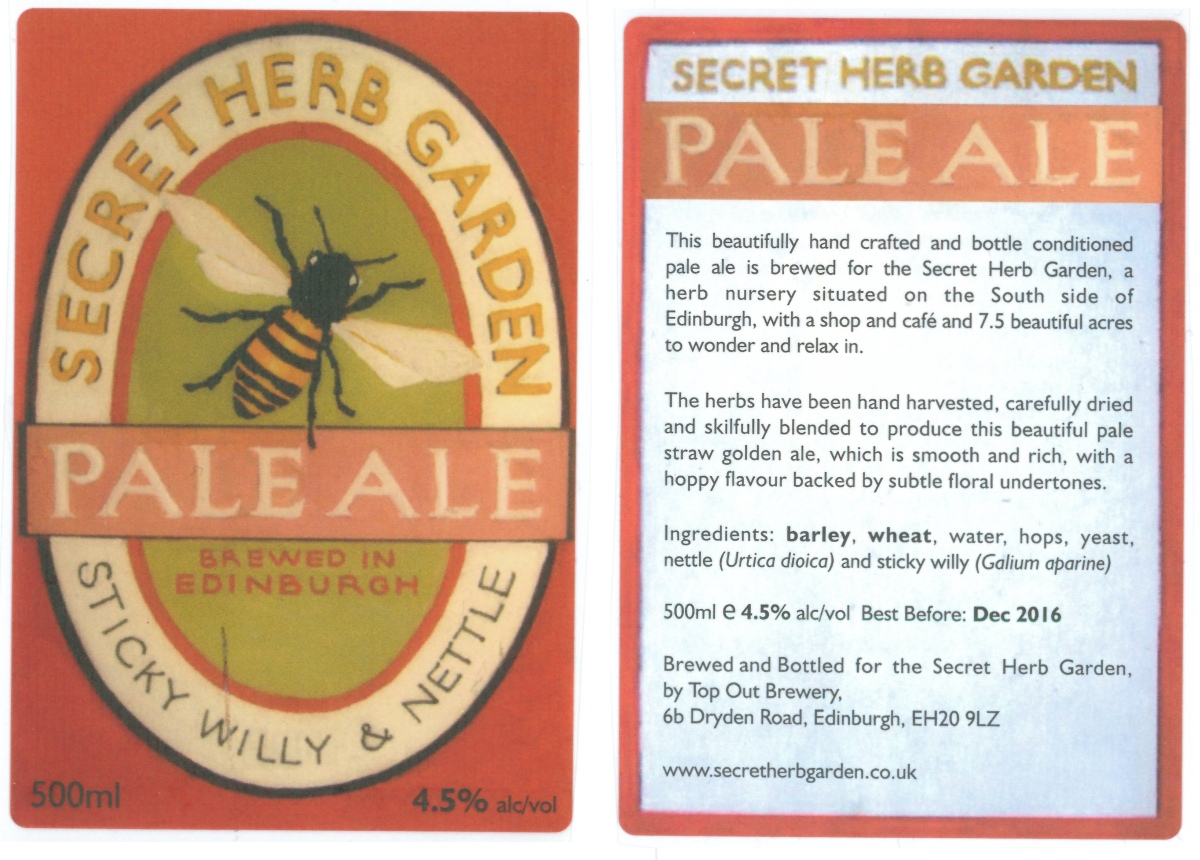 SECRET HERB GARDEN
PALE ALE
BREWED IN
EDINBURGH
STICKY WILLY & NETTLE
500ml
4.5% alc/vol
SECRET HERB GARDEN
PALE ALE
This beautifully hand crafted and bottle conditioned
pale ale is brewed for the Secret Herb Garden, a
herb nursery situated on the South side of
Edinburgh, with a shop and café and 7.5 beautiful acres
to wonder and relax in.
The herbs have been hand harvested, carefully dried
and skilfully blended to produce this beautiful pale
straw golden ale, which is smooth and rich, with a
hoppy flavour backed by subtle floral undertones.
Ingredients: barley, wheat, water, hops, yeast,
nettle (Urtica dioica) and sticky willy (Galium aparine)
500ml ℮ 4.5% alc/vol Best Before: Dec 2016
Brewed and Bottled for the Secret Herb Garden,
by Top Out Brewery,
6b Dryden Road, Edinburgh, EH20 9LZ
www.secretherbgarden.co.uk